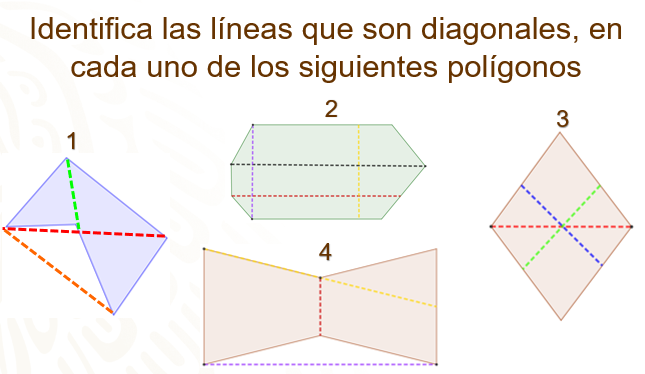 Identifica las líneas que son diagonales, en
cada uno de los siguientes polígonos
1
2
3
4